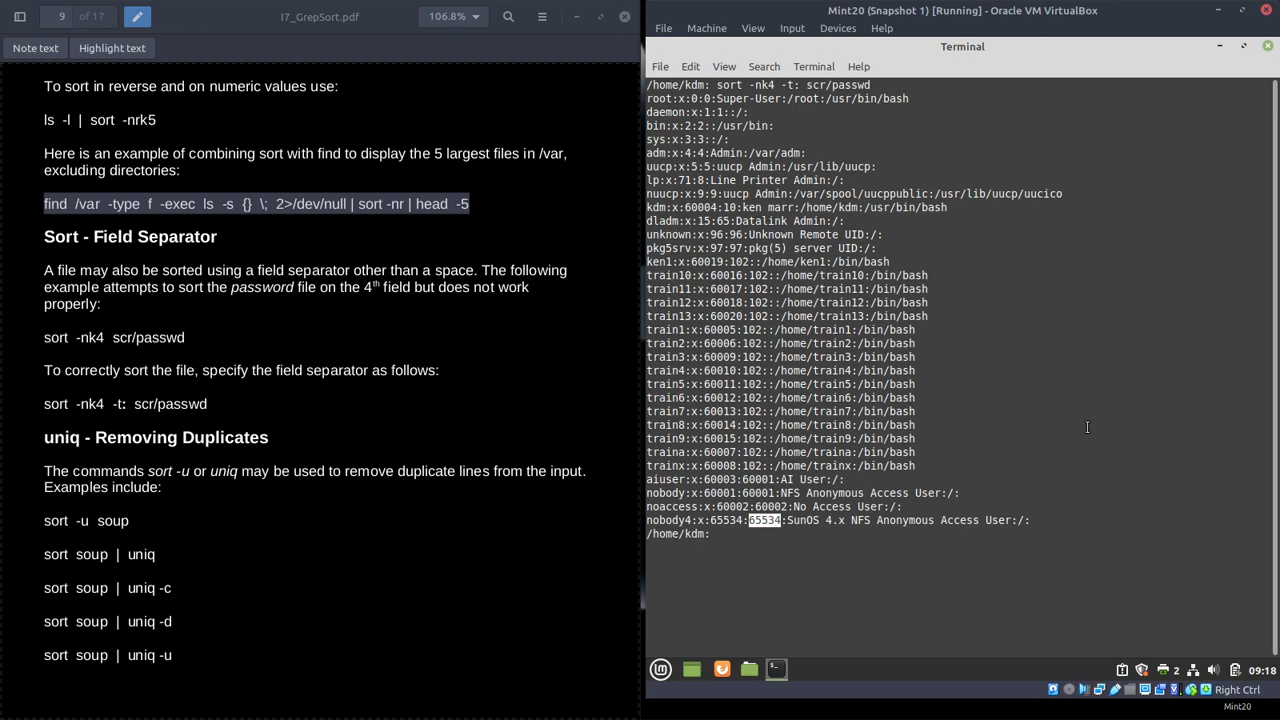 9 of 17
I7_GrepSort.pdf
106.8%
Note text
Highlight text
To sort in reverse and on numeric values use:
ls -l | sort -nrk5
Here is an example of combining sort with find to display the 5 largest files in /var,
excluding directories:
find /var -type f -exec ls -s {} \; 2>/dev/null | sort -nr | head -5
Sort - Field Separator
A file may also be sorted using a field separator other than a space. The following
example attempts to sort the password file on the 4th field but does not work
properly:
sort -nk4 scr/passwd
To correctly sort the file, specify the field separator as follows:
sort -nk4 -t: scr/passwd
uniq - Removing Duplicates
The commands sort -u or uniq may be used to remove duplicate lines from the input.
Examples include:
sort -u soup
sort soup | uniq
sort soup | uniq -c
sort soup | uniq -d
sort soup | uniq -u
Mint20 (Snapshot 1) [Running] - Oracle VM VirtualBox
File Machine View Input Devices Help
Terminal
File Edit View Search Terminal Help
/home/kdm: sort -nk4 -t: scr/passwd
root:x:0:0:Super-User:/root:/usr/bin/bash
daemon:x:1:1::/:
bin:x:2:2::/usr/bin:
sys:x:3:3::/:
adm:x:4:4:Admin:/var/adm:
uucp:x:5:5:uucp Admin:/usr/lib/uucp:
lp:x:71:8:Line Printer Admin:/:
nuucp:x:9:9:uucp Admin:/var/spool/uucppublic:/usr/lib/uucp/uucico
kdm:x:60004:10:ken marr:/home/kdm:/usr/bin/bash
dladm:x:15:65:Datalink Admin:/:
unknown:x:96:96:Unknown Remote UID:/:
pkg5srv:x:97:97:pkg(5) server UID:/:
ken1:x:60019:102::/home/ken1:/bin/bash
train10:x:60016:102::/home/train10:/bin/bash
train11:x:60017:102::/home/train11:/bin/bash
train12:x:60018:102::/home/train12:/bin/bash
train13:x:60020:102::/home/train13:/bin/bash
train1:x:60005:102::/home/train1:/bin/bash
train2:x:60006:102::/home/train2:/bin/bash
train3:x:60009:102::/home/train3:/bin/bash
train4:x:60010:102::/home/train4:/bin/bash
train5:x:60011:102::/home/train5:/bin/bash
train6:x:60012:102::/home/train6:/bin/bash
train7:x:60013:102::/home/train7:/bin/bash
train8:x:60014:102::/home/train8:/bin/bash
train9:x:60015:102::/home/train9:/bin/bash
traina:x:60007:102::/home/traina:/bin/bash
trainx:x:60008:102::/home/trainx:/bin/bash
aiuser:x:60003:60001:AI User:/:
nobody:x:60001:60001:NFS Anonymous Access User:/:
noaccess:x:60002:60002:No Access User:/:
nobody4:x:65534:65534:SunOS 4.x NFS Anonymous Access User:/:
/home/kdm:
2 09:18
Right Ctrl
Mint20